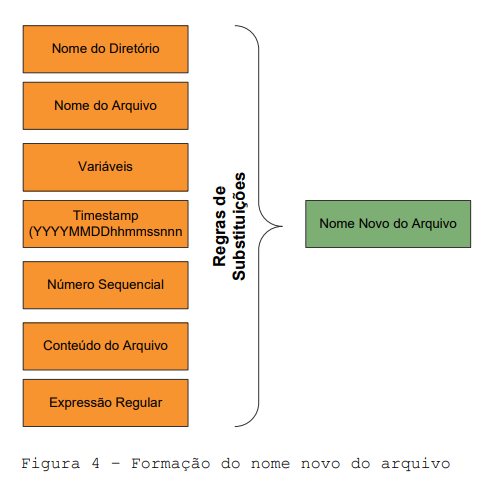 Nome do Diretório
Nome do Arquivo
Variáveis
Timestamp
(YYYYMMDDhhmmssnnn
Número Sequencial
Conteúdo do Arquivo
Expressão Regular
Regras de
Substituições
Nome Novo do Arquivo
Figura 4 – Formação do nome novo do arquivo